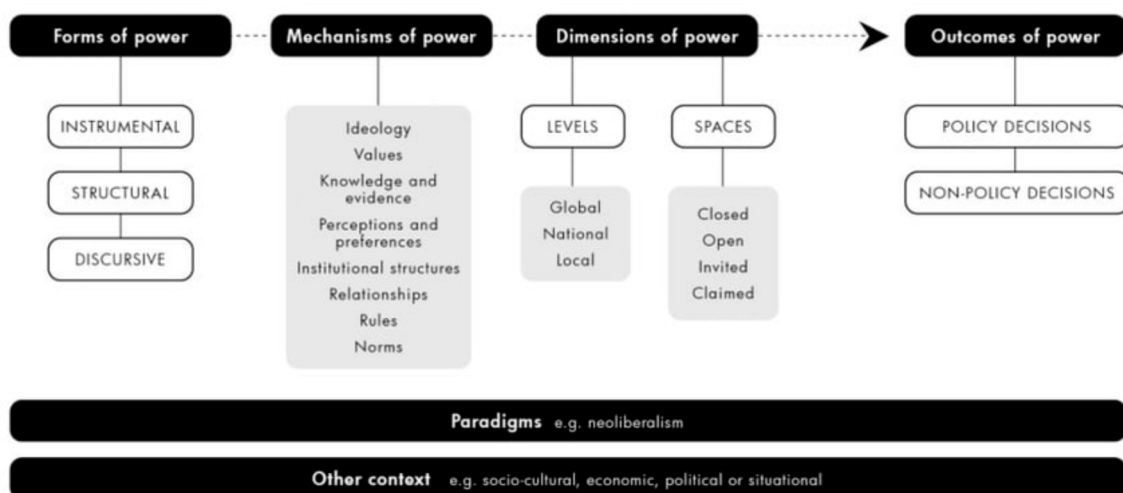 Forms of power
Mechanisms of power
Dimensions of power
Outcomes of power
INSTRUMENTAL
STRUCTURAL
DISCURSIVE
Ideology
Values
Knowledge and
evidence
Perceptions and
preferences
Institutional structures
Relationships
Rules
Norms
LEVELS
Global
National
Local
SPACES
Closed
Open
Invited
Claimed
POLICY DECISIONS
NON-POLICY DECISIONS
Paradigms e.g. neoliberalism
Other context e.g. socio-cultural, economic, political or situational